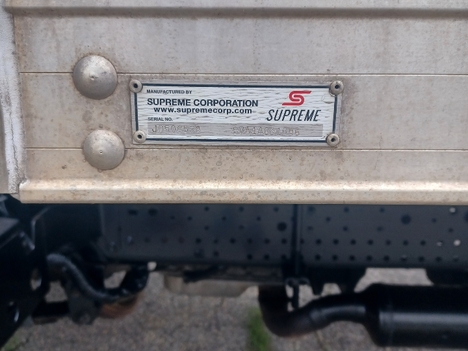 MANUFACTURED BY
SUPREME CORPORATION
www.supremecorp.com
SUPREME
SERIAL NO.